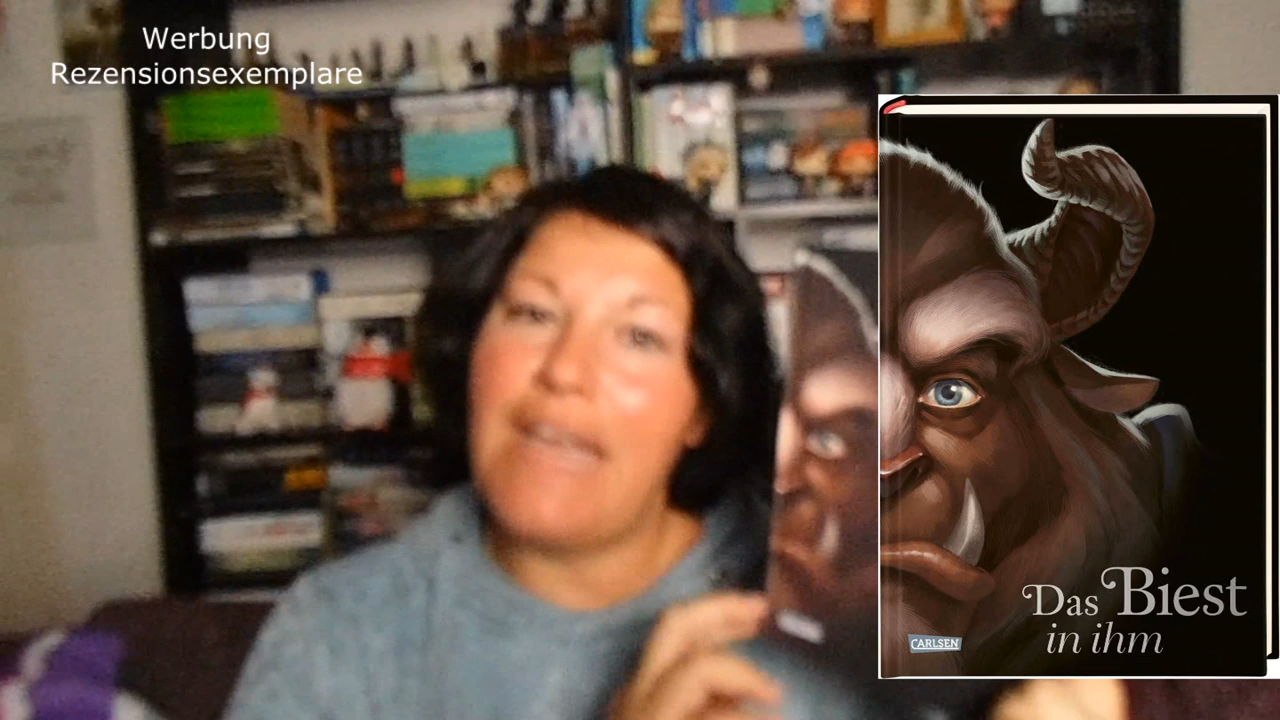 Werbung
Rezensionsexemplare
Das Biest
in ihm
CARLSEN